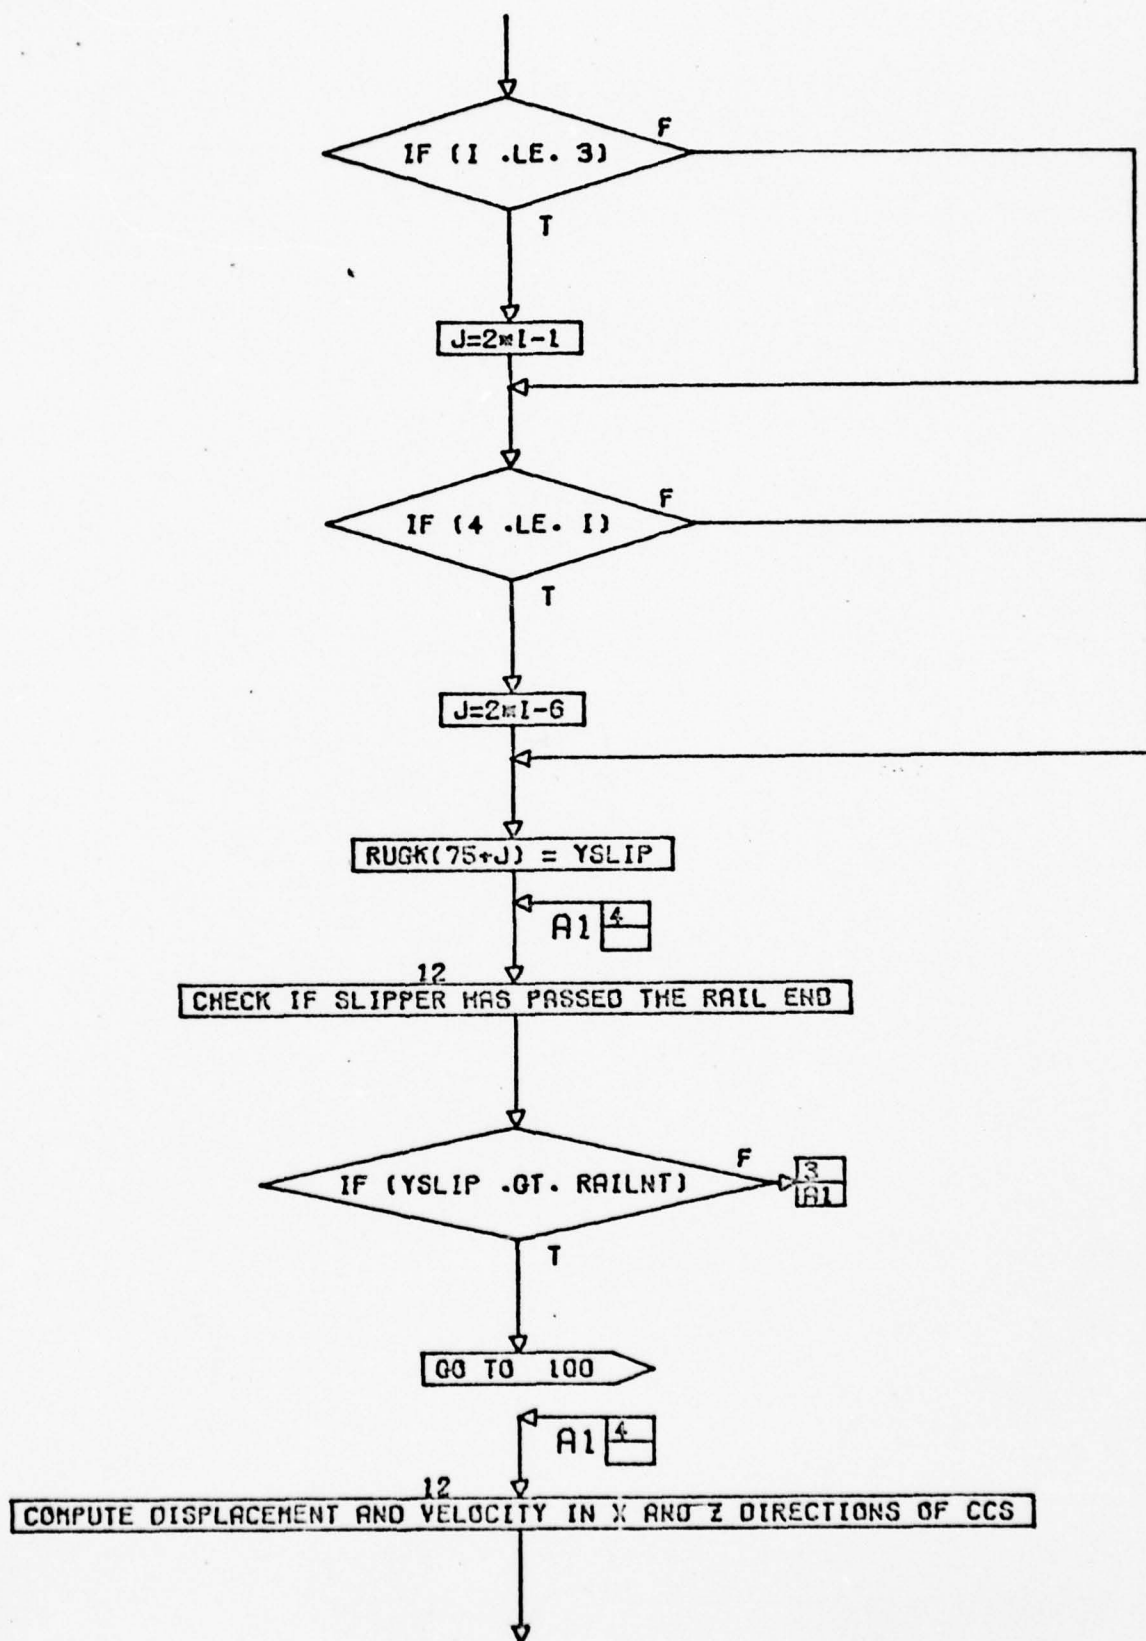 F
IF (I .LE. 3)
T
J=2*I-1
F
IF (4 .LE. I)
T
J=2*I-6
RUGK(75+J) = YSLIP
A1 4
12
CHECK IF SLIPPER HAS PASSED THE RAIL END
F
IF (YSLIP .GT. RAILNT)
3
A1
T
GO TO 100
A1 4
12
COMPUTE DISPLACEMENT AND VELOCITY IN X AND Z DIRECTIONS OF CCS